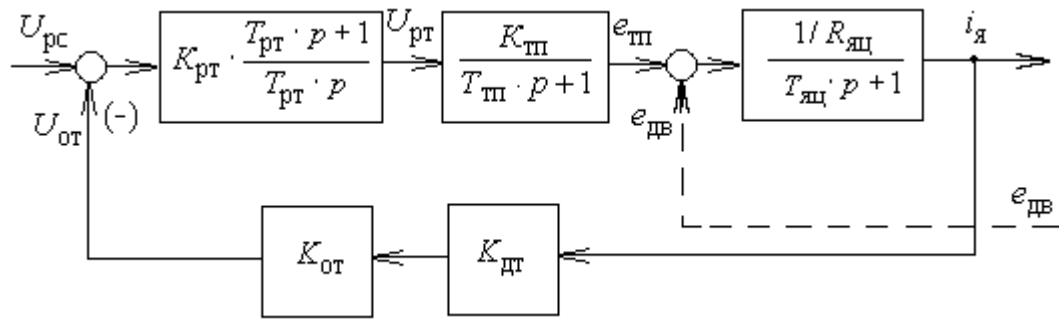 U_рс
K_рт · (T_рт · p + 1) / (T_рт · p)
U_рт
K_тп / (T_тп · p + 1)
e_тп
1/ R_яц / (T_яц · p + 1)
i_я
U_от
(-)
e_дв
e_дв
K_от
K_дт